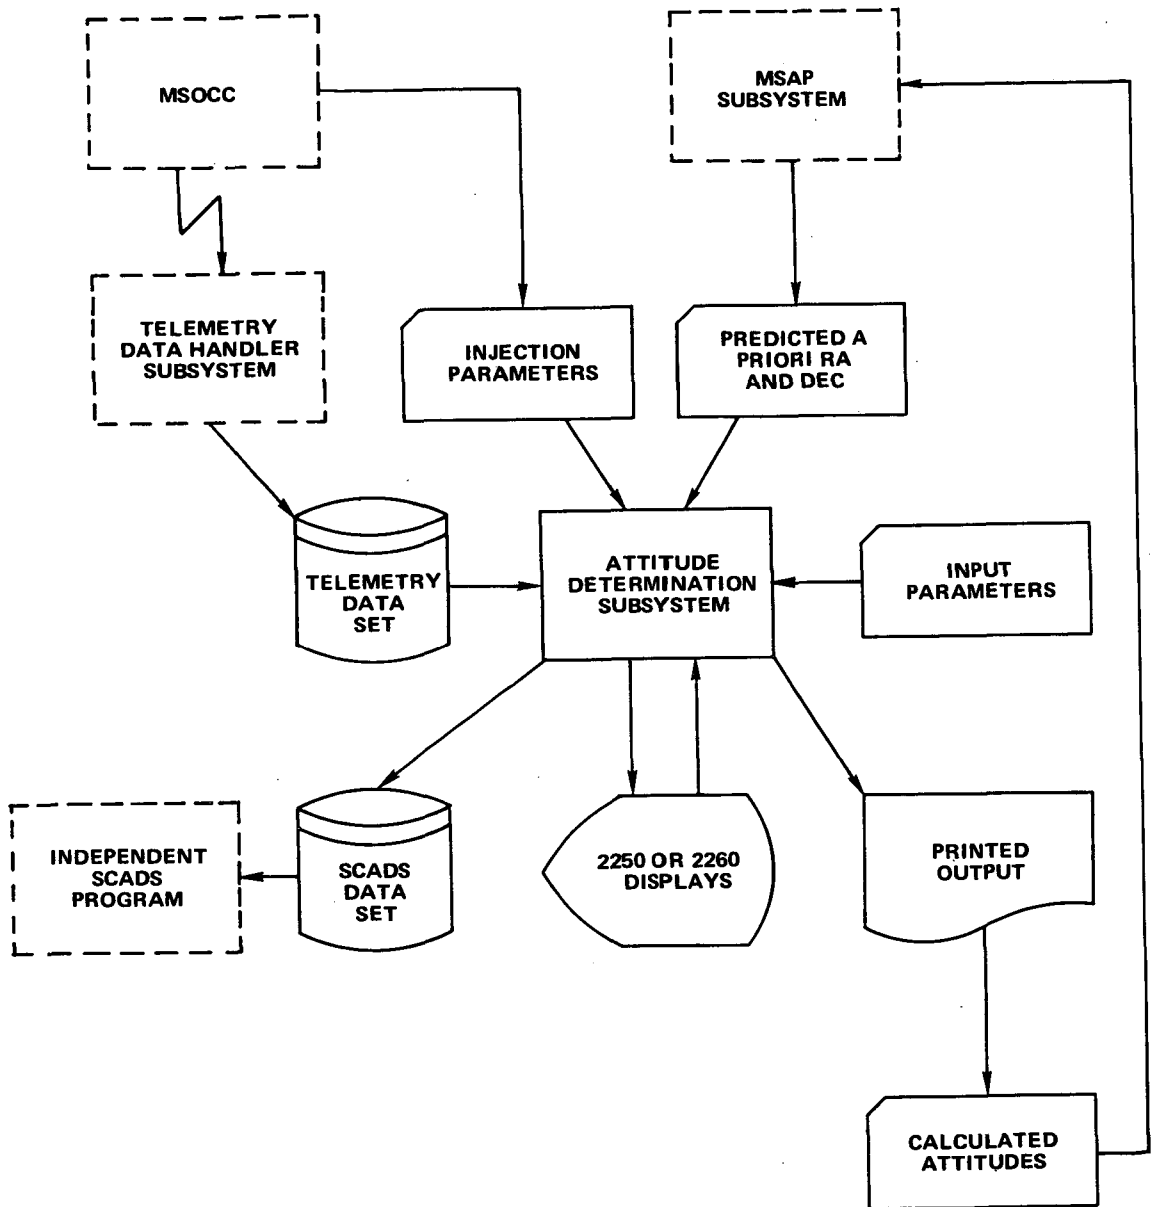 MSOCC
MSAP
SUBSYSTEM
TELEMETRY
DATA HANDLER
SUBSYSTEM
INJECTION
PARAMETERS
PREDICTED A
PRIORI RA
AND DEC
TELEMETRY
DATA
SET
ATTITUDE
DETERMINATION
SUBSYSTEM
INPUT
PARAMETERS
INDEPENDENT
SCADS
PROGRAM
SCADS
DATA
SET
2250 OR 2260
DISPLAYS
PRINTED
OUTPUT
CALCULATED
ATTITUDES